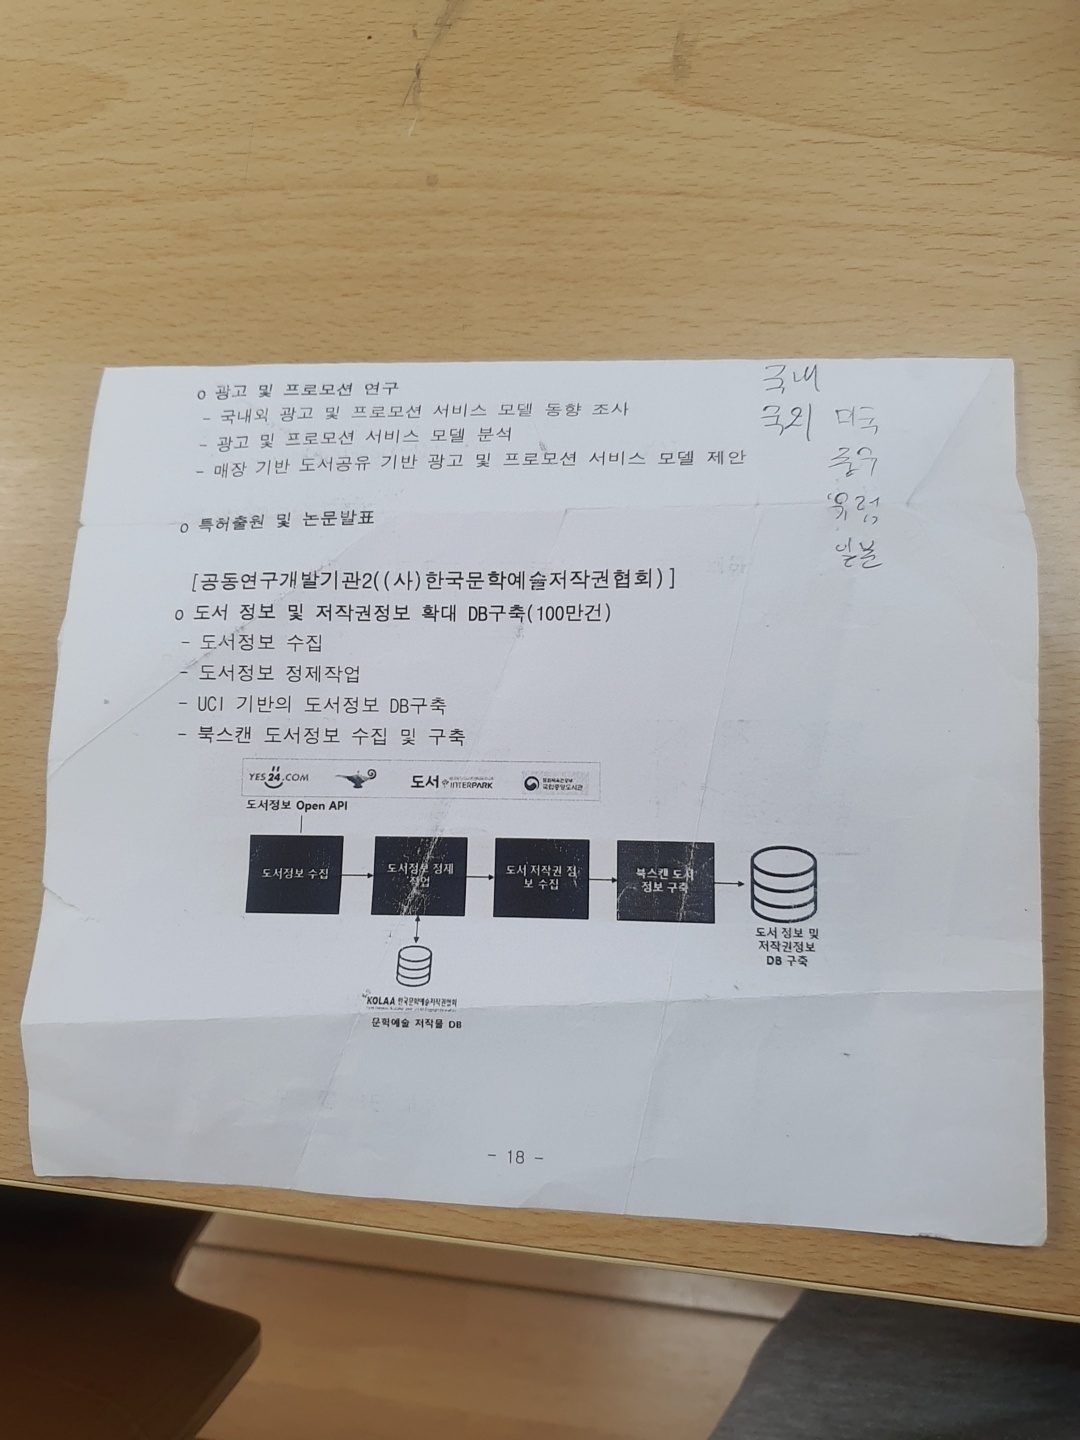 o 광고 및 프로모션 연구
- 국내외 광고 및 프로모션 서비스 모델 동향 조사
- 광고 및 프로모션 서비스 모델 분석
- 매장 기반 도서공유 기반 광고 및 프로모션 서비스 모델 제안
국내
국외 미국
중국
유럽
일본
o 특허출원 및 논문발표
[공동연구개발기관2((사)한국문학예술저작권협회)]
o 도서 정보 및 저작권정보 확대 DB구축(100만건)
- 도서정보 수집
- 도서정보 정제작업
- UCI 기반의 도서정보 DB구축
- 북스캔 도서정보 수집 및 구축
YES24.COM
도서 INTERPARK
문화체육관광부
국립중앙도서관
도서정보 Open API
도서정보 수집
도서정보 정제
작업
도서 저작권 정
보 수집
북스캔 도서
정보 구축
도서 정보 및
저작권정보
DB 구축
KOLAA 한국문학예술저작권협회
문학예술 저작물 DB
- 18 -